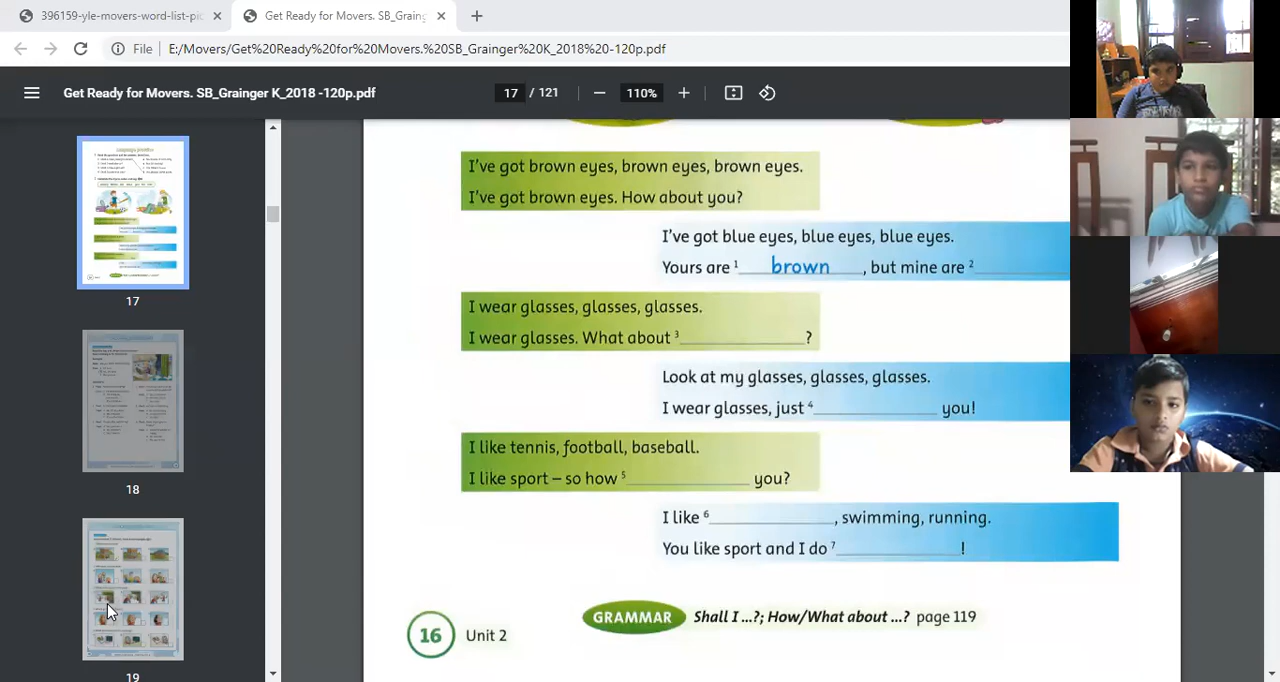 396159-yle-movers-word-list-pic
Get Ready for Movers. SB_Graing
File
E:/Movers/Get%20Ready%20for%20Movers.%20SB_Grainger%20K_2018%20-120p.pdf
Get Ready for Movers. SB_Grainger K_2018 -120p.pdf
17 / 121
110%
I've got brown eyes, brown eyes, brown eyes.
I've got brown eyes. How about you?
I've got blue eyes, blue eyes, blue eyes.
Yours are 1 brown, but mine are 2
I wear glasses, glasses, glasses.
I wear glasses. What about 3 ____________?
Look at my glasses, glasses, glasses.
I wear glasses, just 4 ____________ you!
I like tennis, football, baseball.
I like sport – so how 5 ____________ you?
I like 6 ____________, swimming, running.
You like sport and I do 7 ____________!
16 Unit 2
GRAMMAR Shall I ...?; How/What about ...? page 119
17
18
19